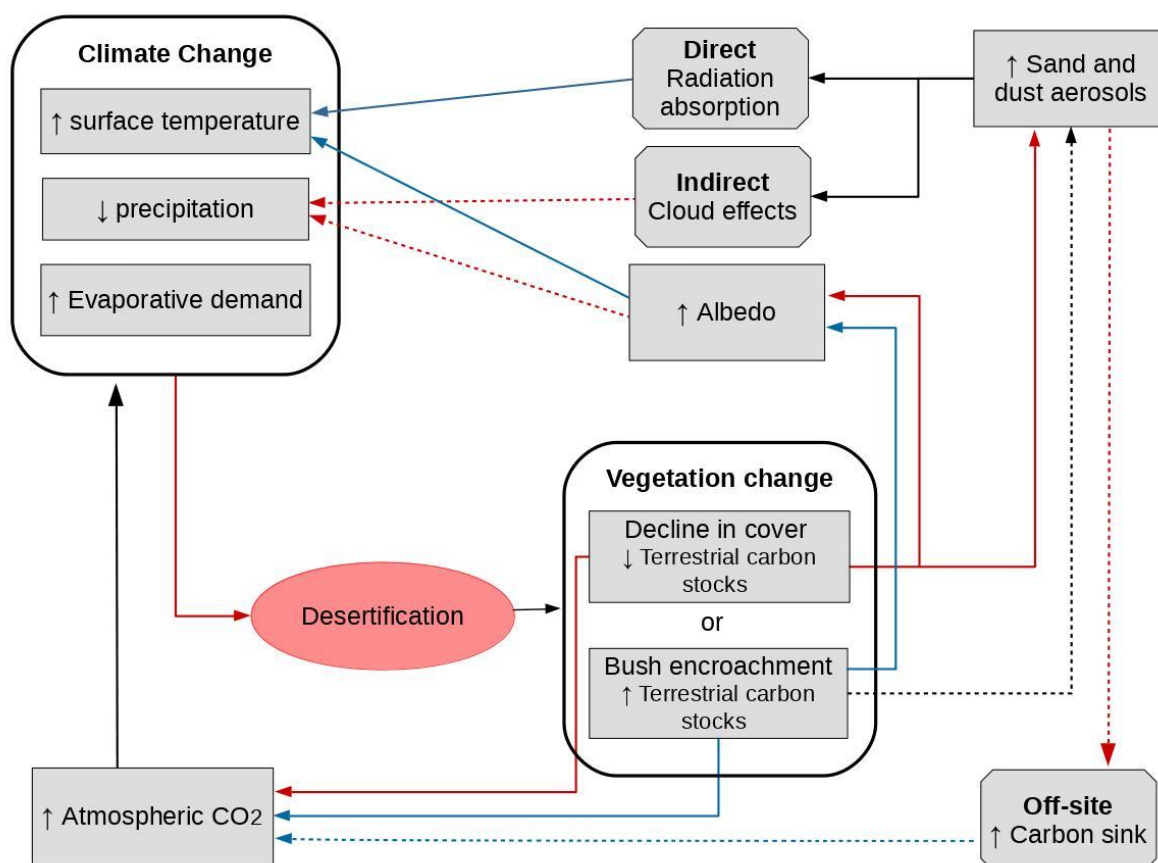 Climate Change
↑ surface temperature
↓ precipitation
↑ Evaporative demand
Direct
Radiation
absorption
Indirect
Cloud effects
↑ Albedo
↑ Sand and
dust aerosols
Vegetation change
Decline in cover
↓ Terrestrial carbon
stocks
or
Bush encroachment
↑ Terrestrial carbon
stocks
Desertification
↑ Atmospheric CO2
Off-site
↑ Carbon sink